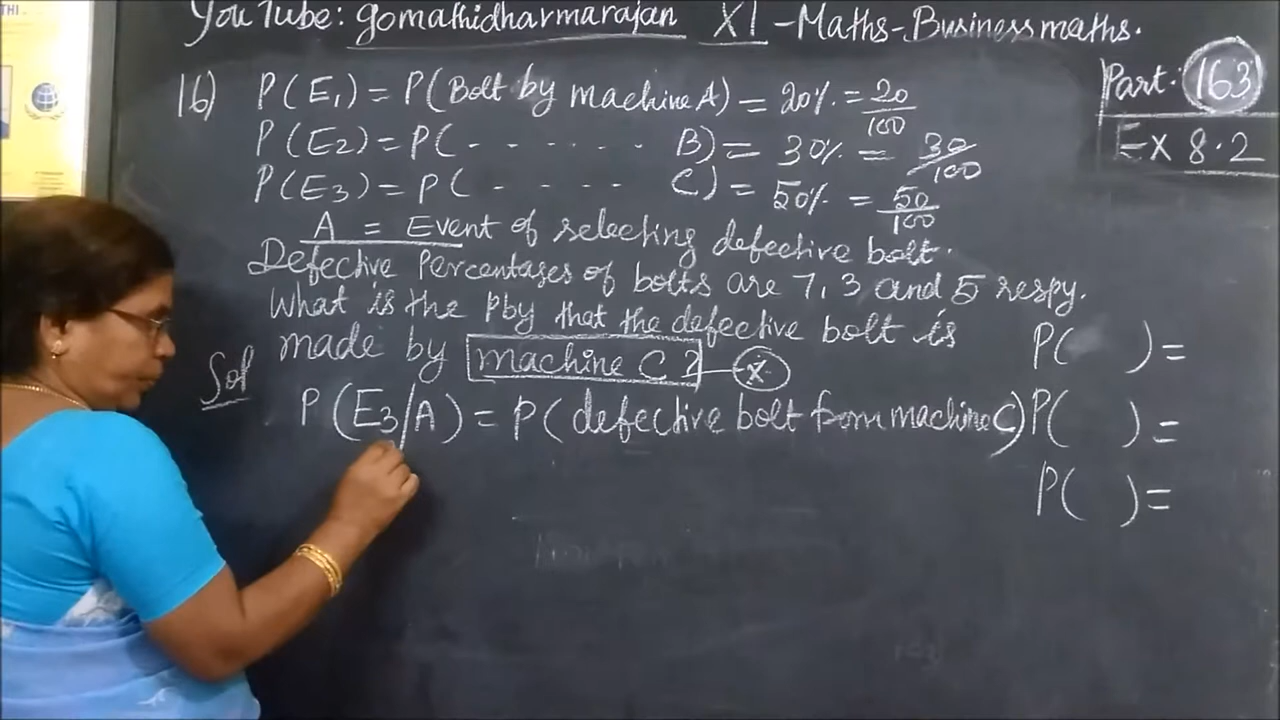 THI
YouTube: gomathidharmarajan XI - Maths - Business maths.
Part: 163
Ex 8.2
16) P(E1) = P(Bolt by machine A) = 20% = 20/100
P(E2) = P( - - - - - - B) = 30% = 30/100
P(E3) = P( - - - - - C) = 50% = 50/100
A = Event of selecting defective bolt.
Defective Percentages of bolts are 7, 3 and 5 respy.
What is the pby that the defective bolt is
made by machine C? - *
Sol
P(E3/A) = P(defective bolt from machine C)
P( ) =
P( ) =
P( ) =